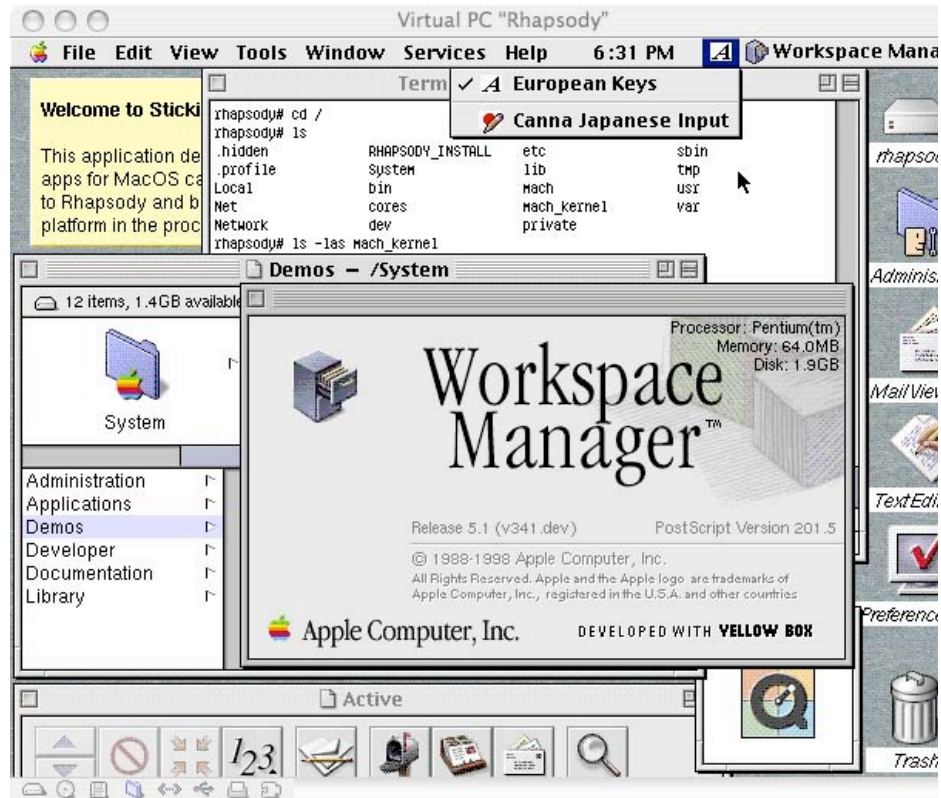 Virtual PC "Rhapsody"
File Edit View Tools Window Services Help 6:31 PM A Workspace Mana
Term
✓ A European Keys
Canna Japanese Input
Welcome to Sticki
This application de
apps for MacOS ca
to Rhapsody and b
platform in the proc
rhapsody# cd /
rhapsody# ls
.hidden RHAPSODY_INSTALL etc sbin
.profile System lib tmp
Local bin mach usr
Net cores mach_kernel var
Network dev private
rhapsody# ls -las mach_kernel
rhapso
Adminis
MailView
TextEdi
Preference
Trash
Demos – /System
12 items, 1.4GB available
System
Administration
Applications
Demos
Developer
Documentation
Library
Processor: Pentium(tm)
Memory: 64.0MB
Disk: 1.9GB
Workspace
Manager™
Release 5.1 (v341.dev) PostScript Version 201.5
© 1988-1998 Apple Computer, Inc.
All Rights Reserved. Apple and the Apple logo are trademarks of
Apple Computer, Inc., registered in the U.S.A. and other countries
Apple Computer, Inc. DEVELOPED WITH YELLOW BOX
Active
123